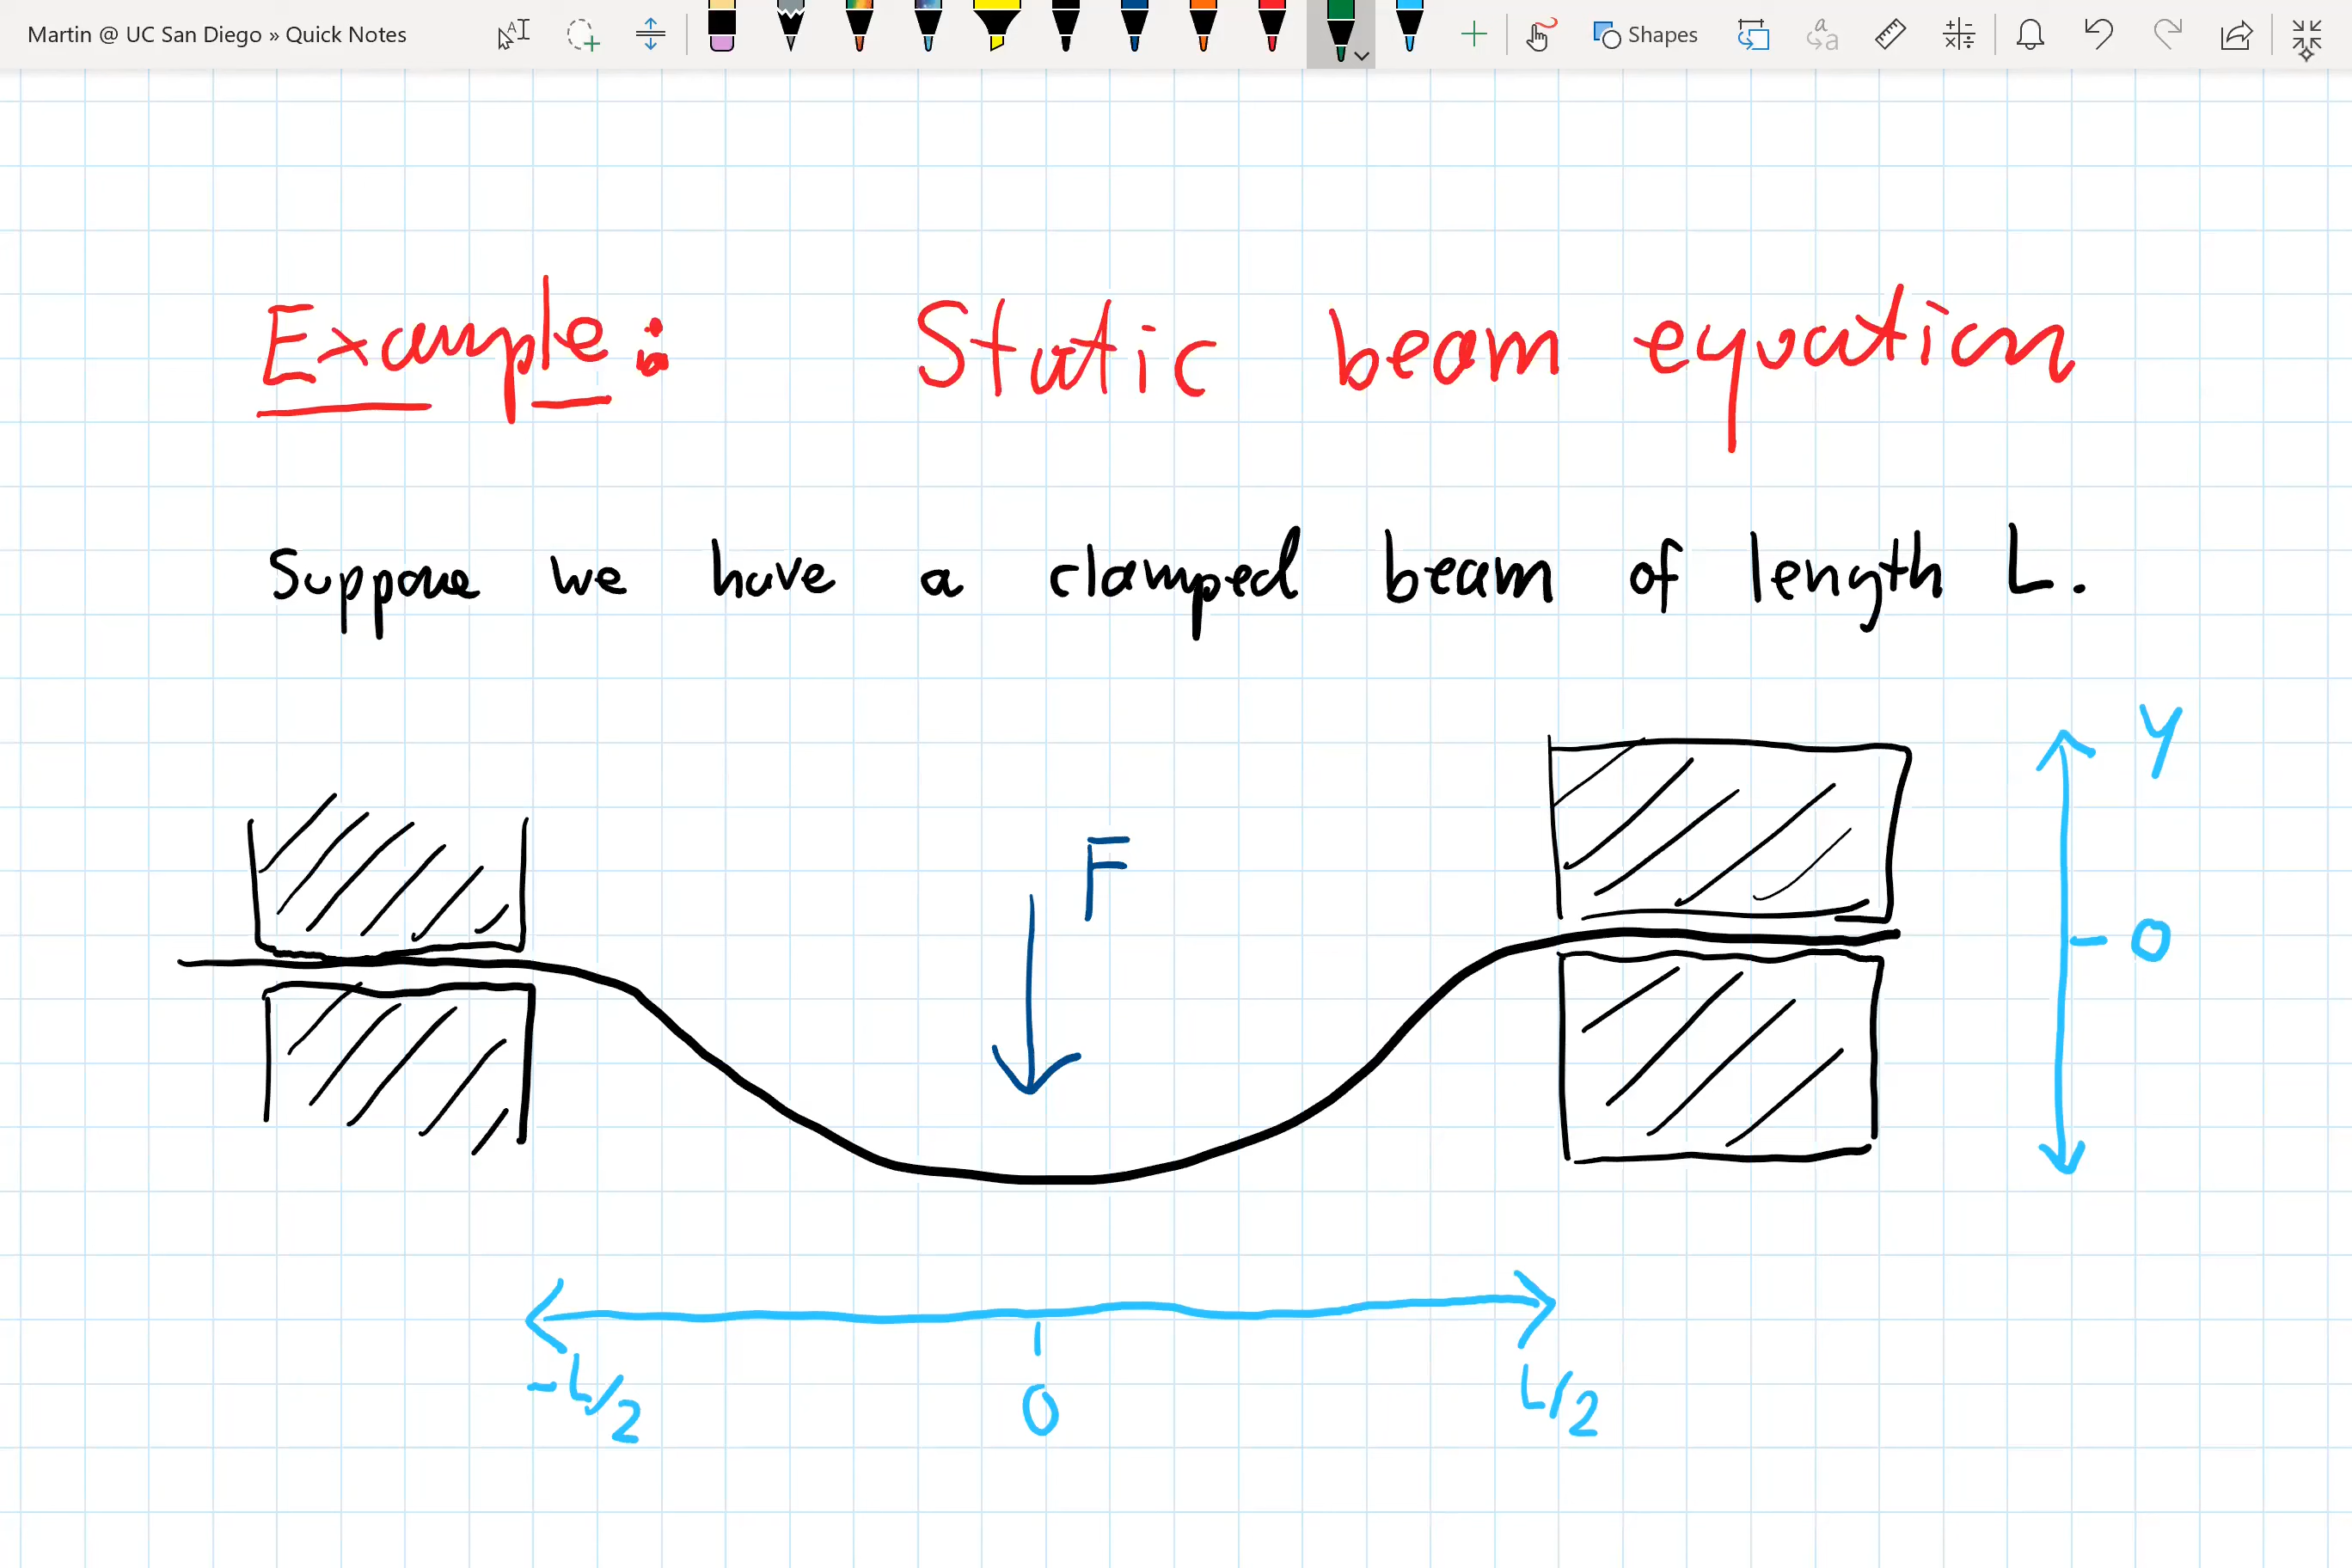 Martin @ UC San Diego » Quick Notes
Shapes
Example: Static beam equation
Suppose we have a clamped beam of length L.
y
F
0
-L/2 0 L/2